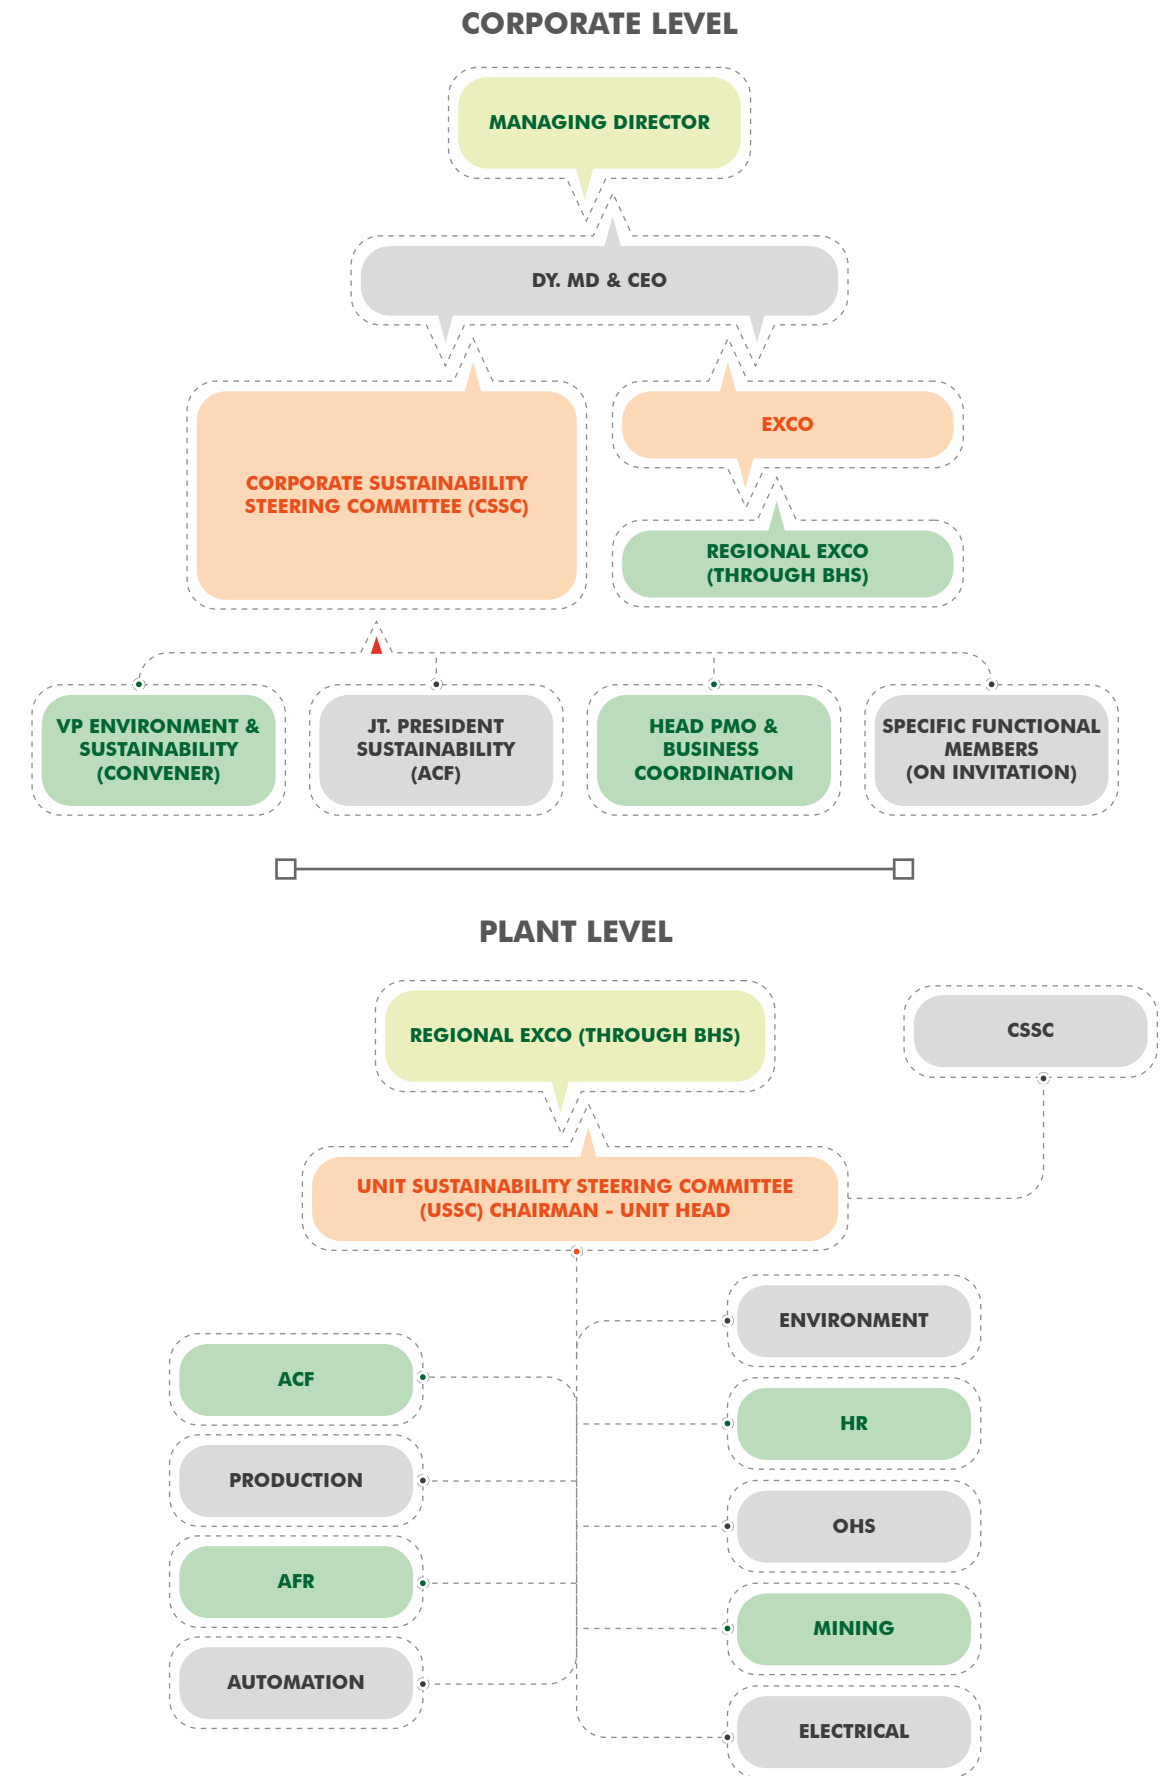 CORPORATE LEVEL
MANAGING DIRECTOR
DY. MD & CEO
CORPORATE SUSTAINABILITY
STEERING COMMITTEE (CSSC)
EXCO
REGIONAL EXCO
(THROUGH BHS)
VP ENVIRONMENT &
SUSTAINABILITY
(CONVENER)
JT. PRESIDENT
SUSTAINABILITY
(ACF)
HEAD PMO &
BUSINESS
COORDINATION
SPECIFIC FUNCTIONAL
MEMBERS
(ON INVITATION)
PLANT LEVEL
REGIONAL EXCO (THROUGH BHS)
CSSC
UNIT SUSTAINABILITY STEERING COMMITTEE
(USSC) CHAIRMAN - UNIT HEAD
ACF
PRODUCTION
AFR
AUTOMATION
ENVIRONMENT
HR
OHS
MINING
ELECTRICAL